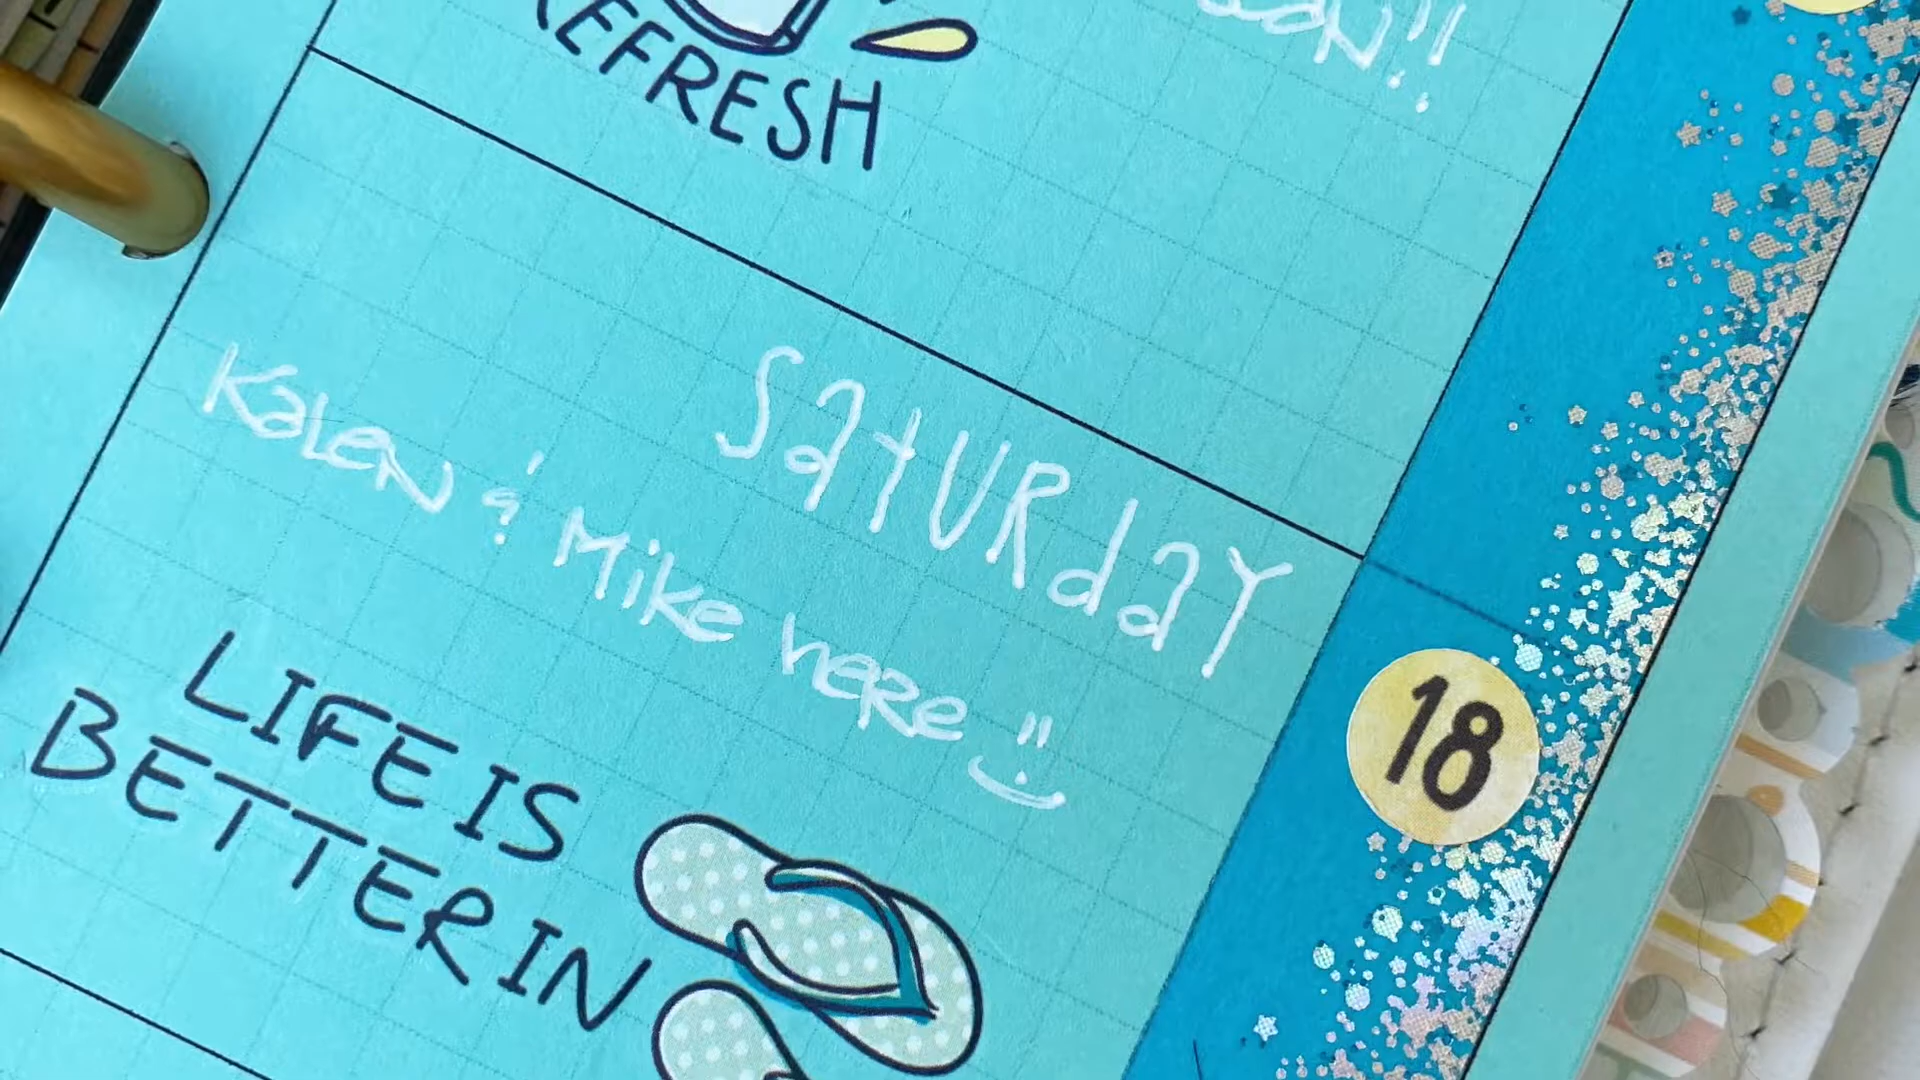 REFRESH
SatURday
Kalen & Mike here
18
LIFE IS
BETTER IN